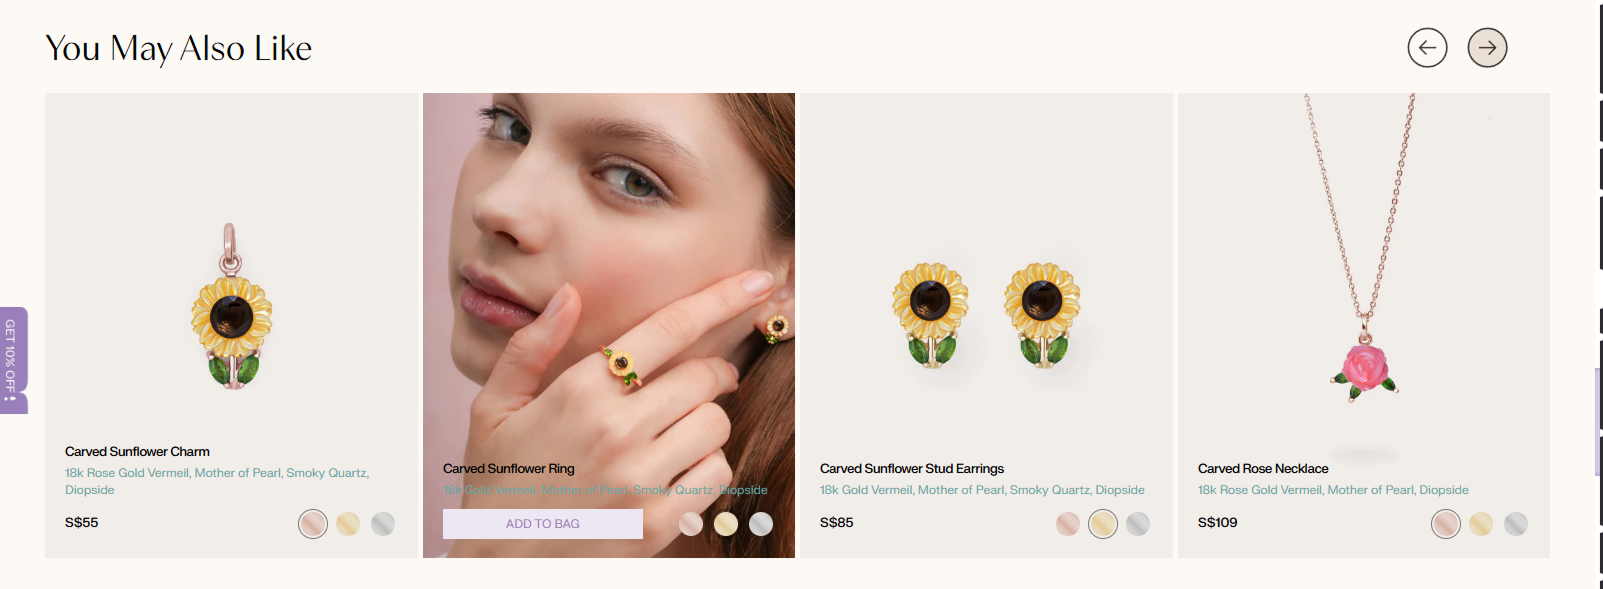 You May Also Like
GET 10% OFF
Carved Sunflower Charm
18k Rose Gold Vermeil, Mother of Pearl, Smoky Quartz,
Diopside
S$55
Carved Sunflower Ring
18k Gold Vermeil, Mother of Pearl, Smoky Quartz, Diopside
ADD TO BAG
Carved Sunflower Stud Earrings
18k Gold Vermeil, Mother of Pearl, Smoky Quartz, Diopside
S$85
Carved Rose Necklace
18k Rose Gold Vermeil, Mother of Pearl, Diopside
S$109